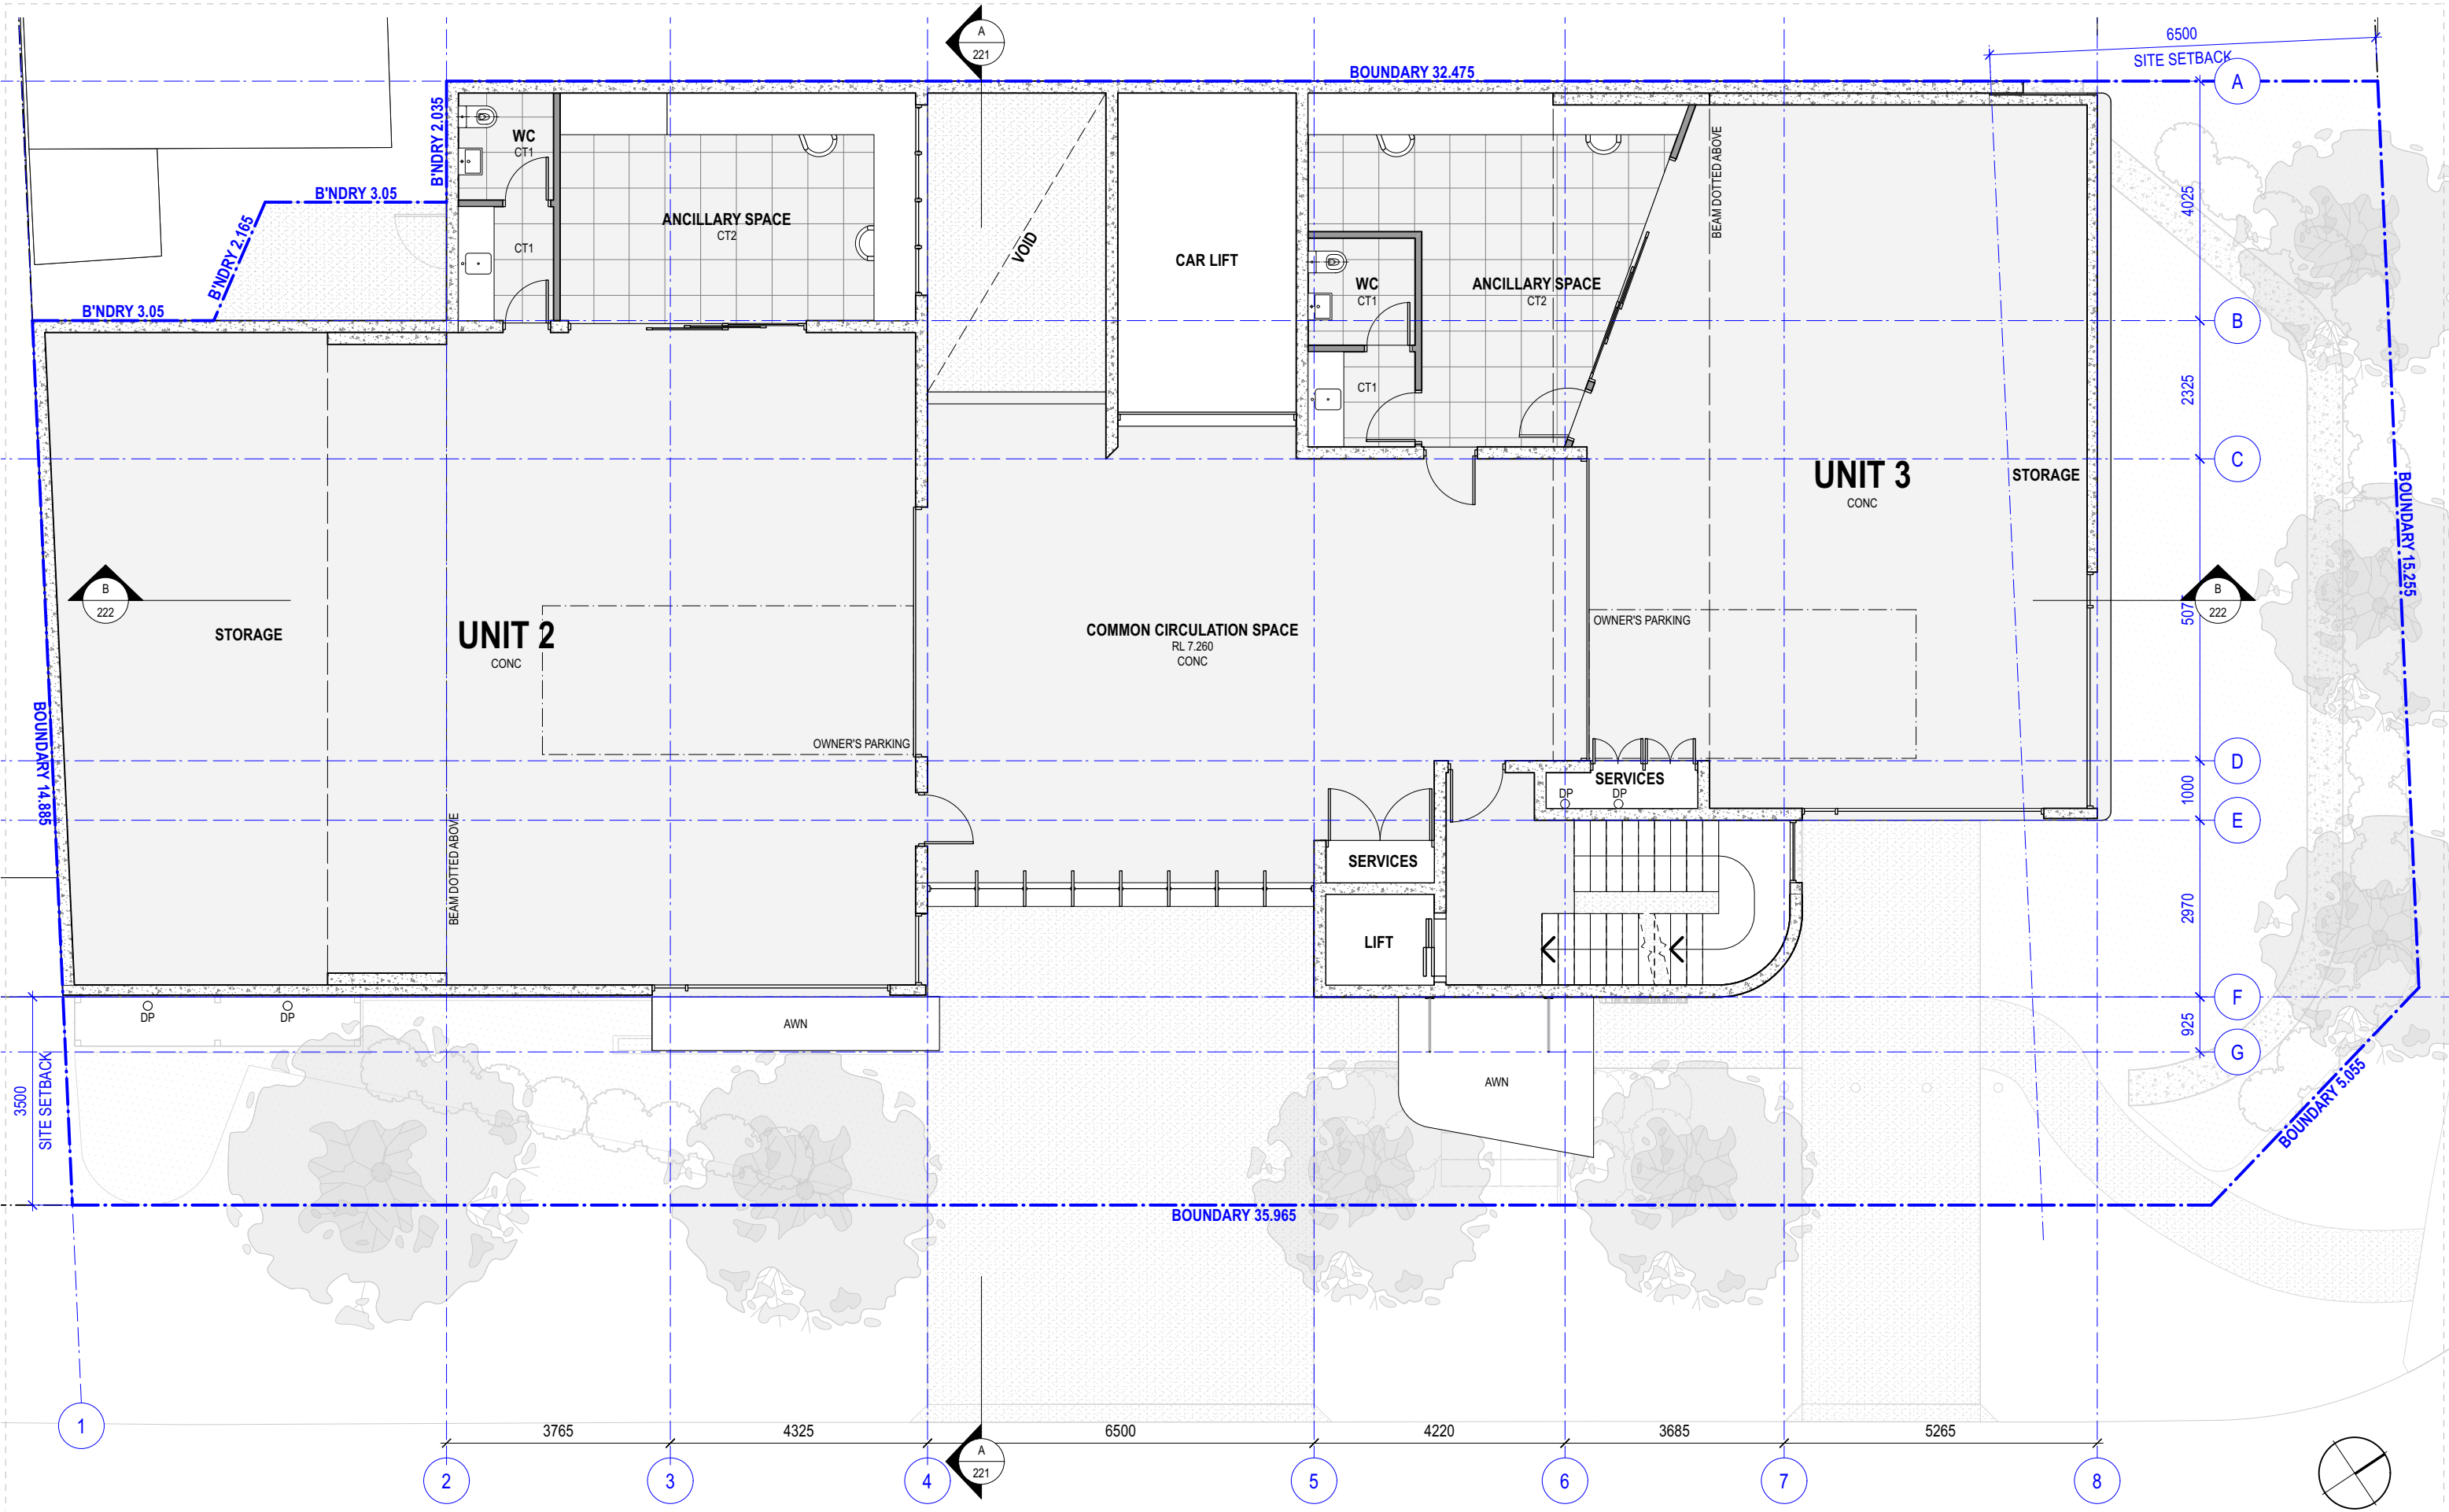 A
221
6500
SITE SETBACK
BOUNDARY 32.475
A
B'NDRY 2.035
WC
CT1
BEAM DOTTED ABOVE
B'NDRY 3.05
4025
ANCILLARY SPACE
CT2
B'NDRY 2.165
CT1
VOID
CAR LIFT
WC
CT1
ANCILLARY SPACE
CT2
B'NDRY 3.05
B
2325
CT1
C
UNIT 3
CONC
STORAGE
BOUNDARY 15.255
B
222
B
222
507
OWNER'S PARKING
STORAGE
UNIT 2
CONC
COMMON CIRCULATION SPACE
RL 7.260
CONC
BOUNDARY 14.885
OWNER'S PARKING
D
SERVICES
DP
DP
1000
E
BEAM DOTTED ABOVE
SERVICES
2970
LIFT
F
DP
DP
AWN
925
G
3500
SITE SETBACK
AWN
BOUNDARY 5.055
BOUNDARY 35.965
1
3765
4325
6500
4220
3685
5265
A
221
2
3
4
5
6
7
8